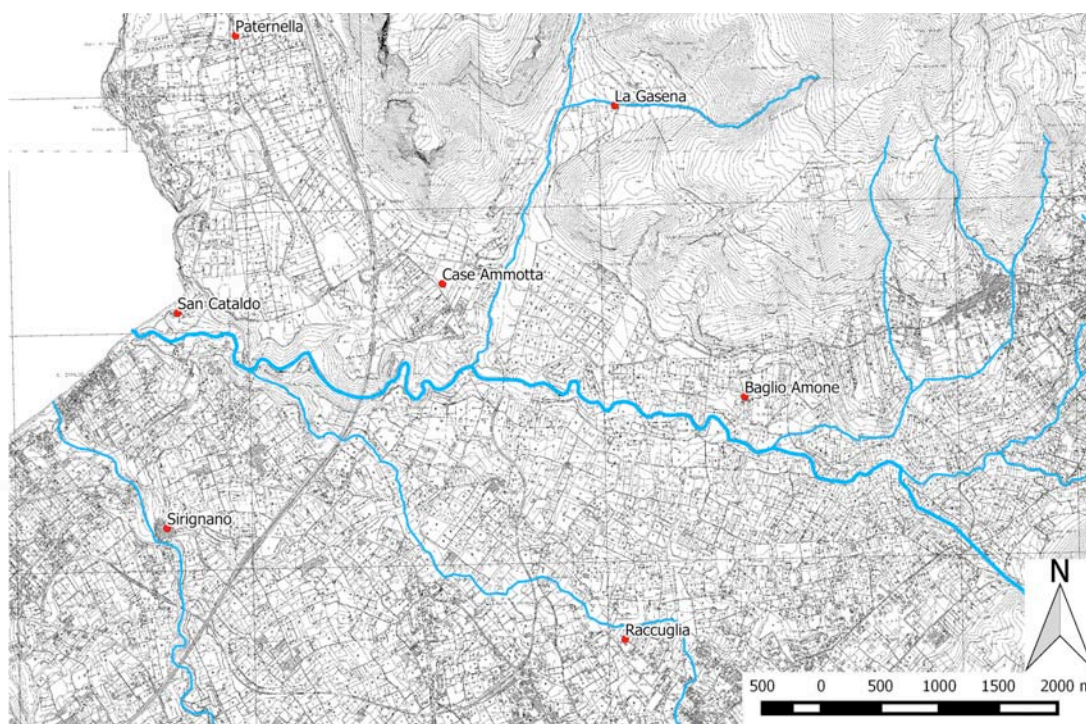 Paternella
La Gasena
Case Ammotta
San Cataldo
Baglio Amone
Sirignano
Raccuglia
N
500 0 500 1000 1500 2000 m